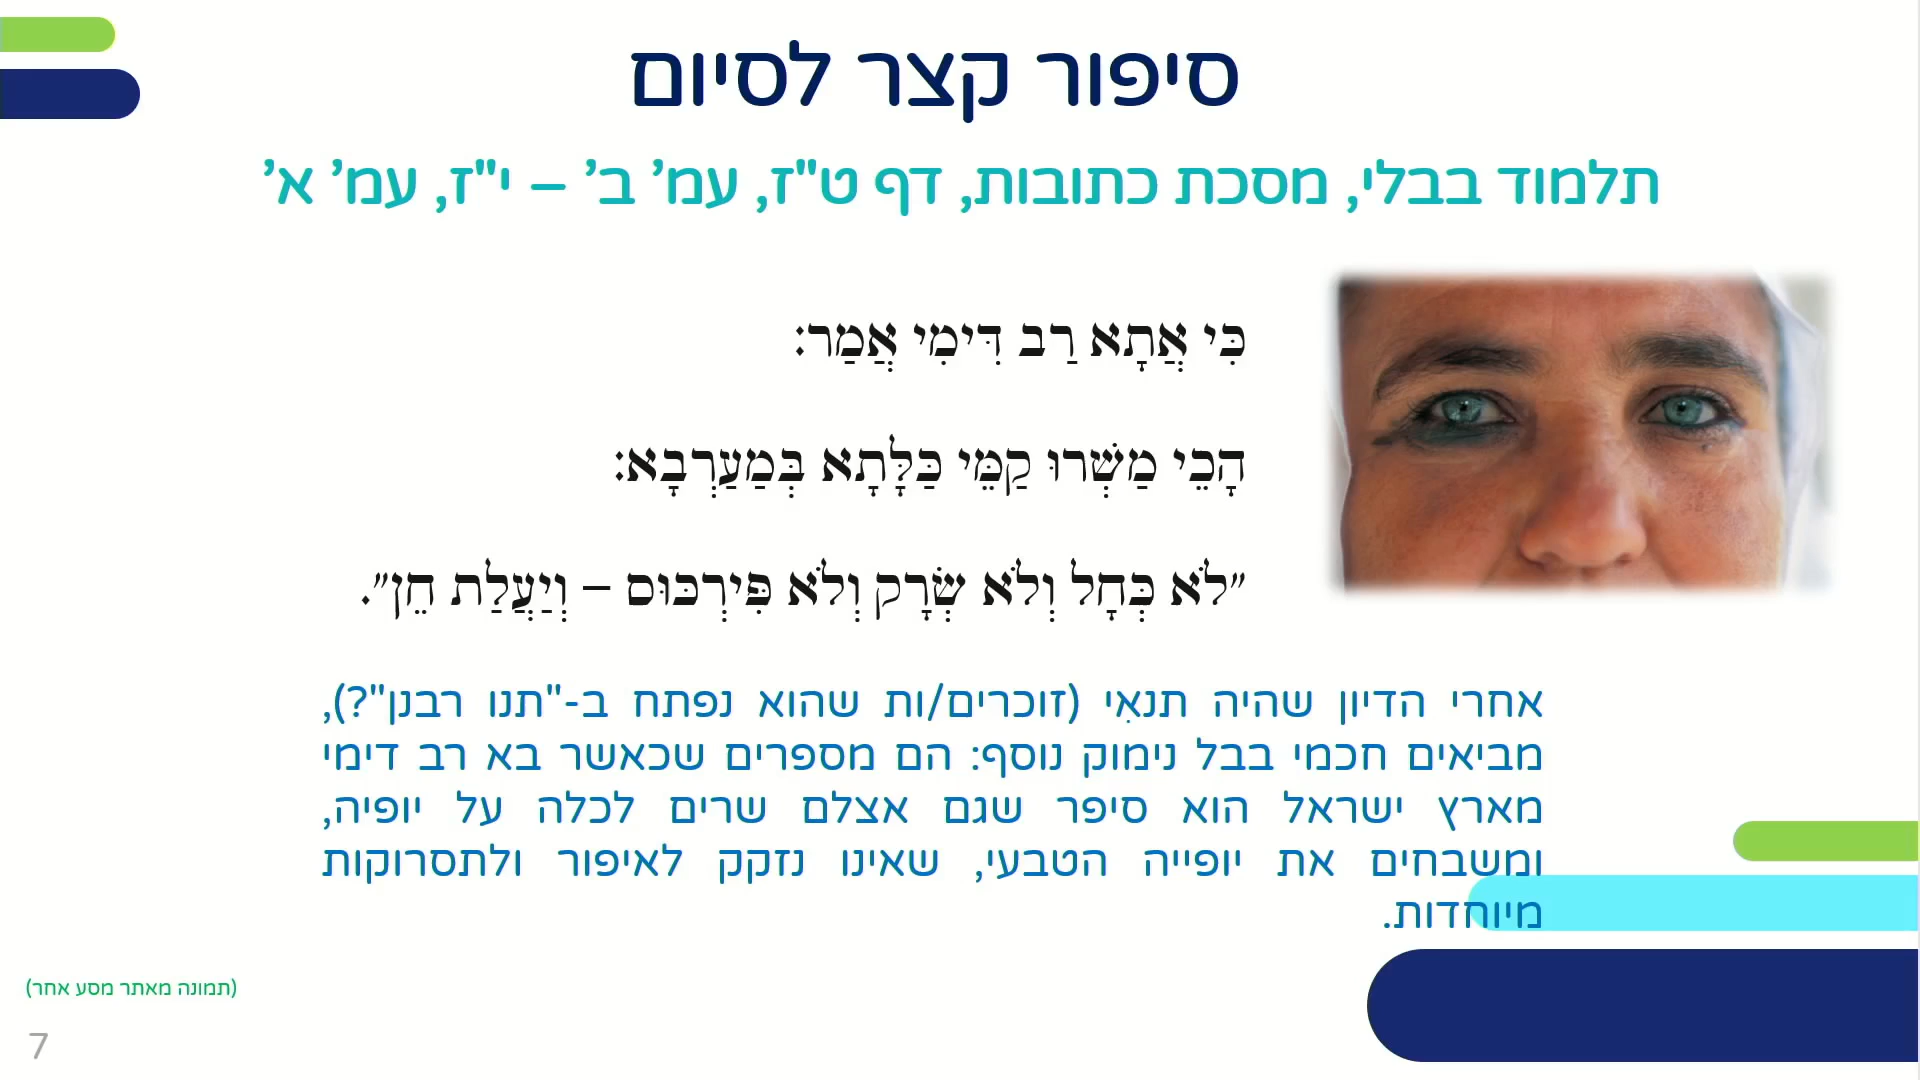 סיפור קצר לסיום
תלמוד בבלי, מסכת כתובות, דף ט"ז, עמ' ב' – י"ז, עמ' א'
כִּי אֲתָא רַב דִּימִי אֲמַר:
הָכֵי מַשְׁרוּ קַמֵּי כַּלְּתָא בְּמַעַרְבָא:
״לֹא כְּחָל וְלֹא שְׂרָק וְלֹא פִּירְכּוּס – וְיַעֲלַת חֵן״.
אחרי הדיון שהיה תנאִי (זוכרים/ות שהוא נפתח ב-"תנו רבנן"?),
מביאים חכמי בבל נימוק נוסף: הם מספרים שכאשר בא רב דימי
מארץ ישראל הוא סיפר שגם אצלם שרים לכלה על יופיה,
ומשבחים את יופייה הטבעי, שאינו נזקק לאיפור ולתסרוקות
מיוחדות.
(תמונה מאתר מסע אחר)
7